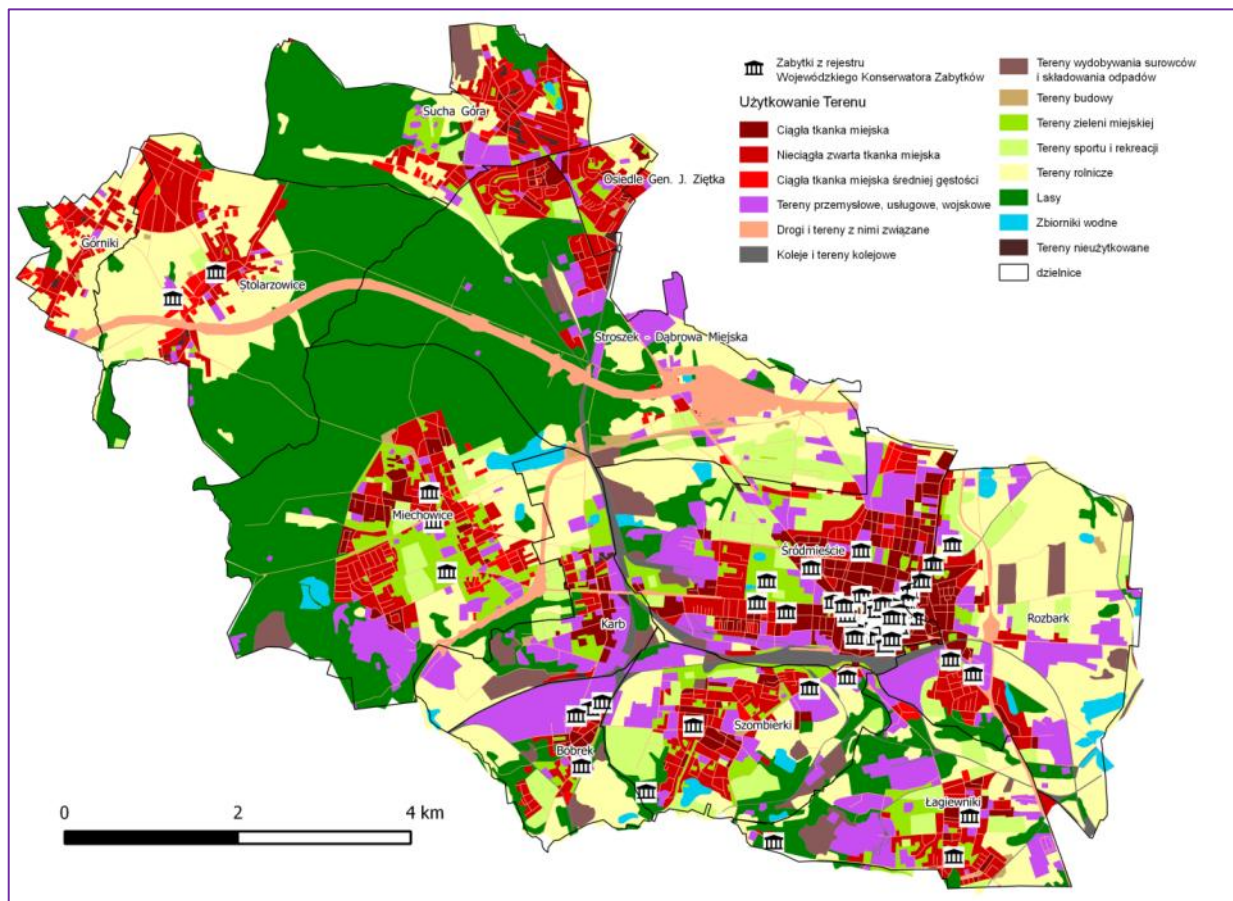 Zabytki z rejestru
Wojewódzkiego Konserwatora Zabytków
Użytkowanie Terenu
Ciągła tkanka miejska
Nieciągła zwarta tkanka miejska
Ciągła tkanka miejska średniej gęstości
Tereny przemysłowe, usługowe, wojskowe
Drogi i tereny z nimi związane
Koleje i tereny kolejowe
Tereny wydobywania surowców
i składowania odpadów
Tereny budowy
Tereny zieleni miejskiej
Tereny sportu i rekreacji
Tereny rolnicze
Lasy
Zbiorniki wodne
Tereny nieużytkowane
dzielnice
Sucha Góra
Osiedle Gen. J. Ziętka
Górniki
Stolarzowice
Stroszek - Dąbrowa Miejska
Miechowice
Śródmieście
Karb
Rozbark
Szombierki
Bobrek
Łagiewniki
0 2 4 km